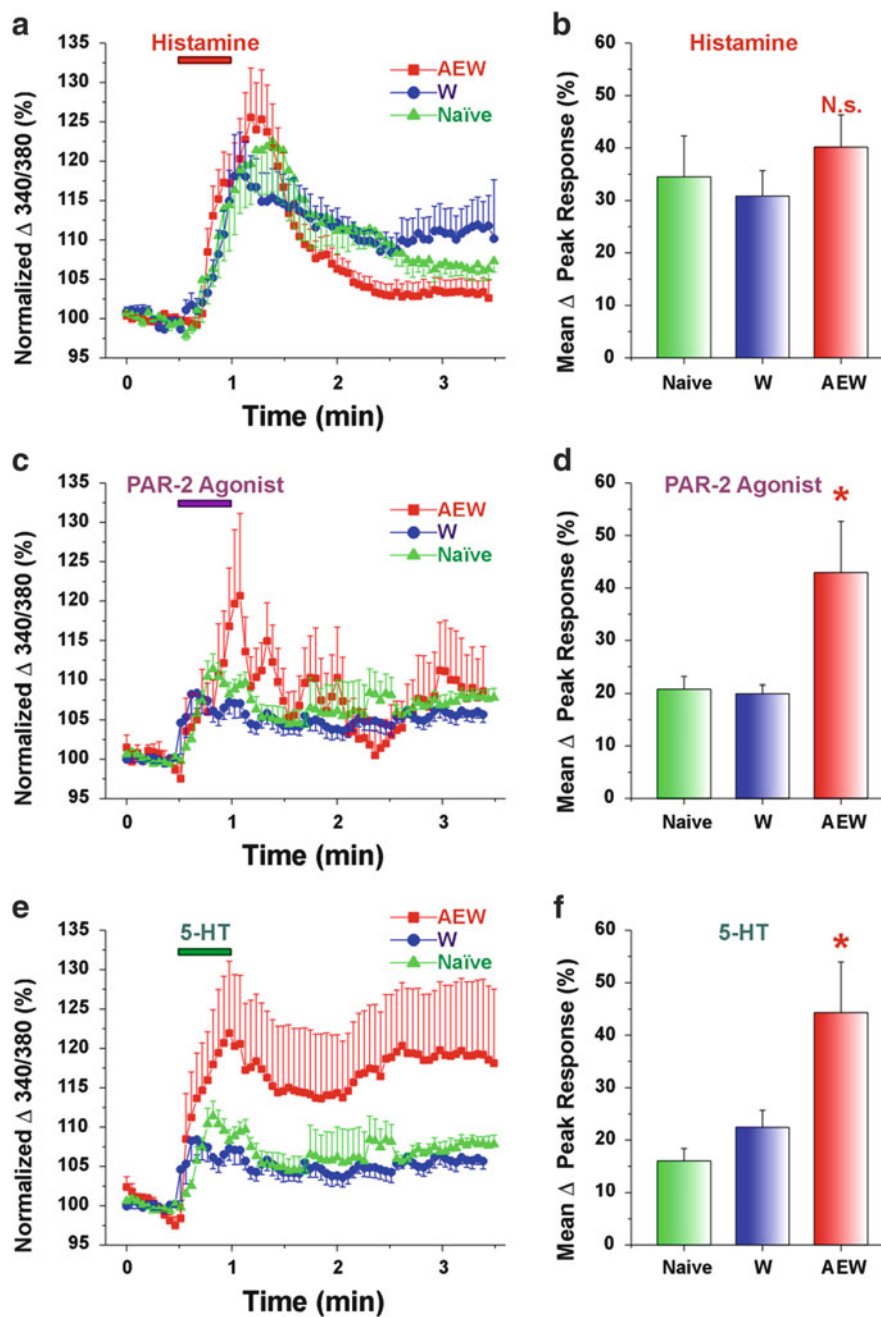 a
Histamine
AEW
W
Naïve
Normalized Δ 340/380 (%)
135
130
125
120
115
110
105
100
95
0
1
2
3
Time (min)
b
Histamine
N.s.
Mean Δ Peak Response (%)
60
50
40
30
20
10
0
Naive
W
AEW
c
PAR-2 Agonist
AEW
W
Naïve
Normalized Δ 340/380 (%)
135
130
125
120
115
110
105
100
95
0
1
2
3
Time (min)
d
PAR-2 Agonist
*
Mean Δ Peak Response (%)
60
50
40
30
20
10
0
Naive
W
AEW
e
5-HT
AEW
W
Naïve
Normalized Δ 340/380 (%)
135
130
125
120
115
110
105
100
95
0
1
2
3
Time (min)
f
5-HT
*
Mean Δ Peak Response (%)
60
50
40
30
20
10
0
Naive
W
AEW